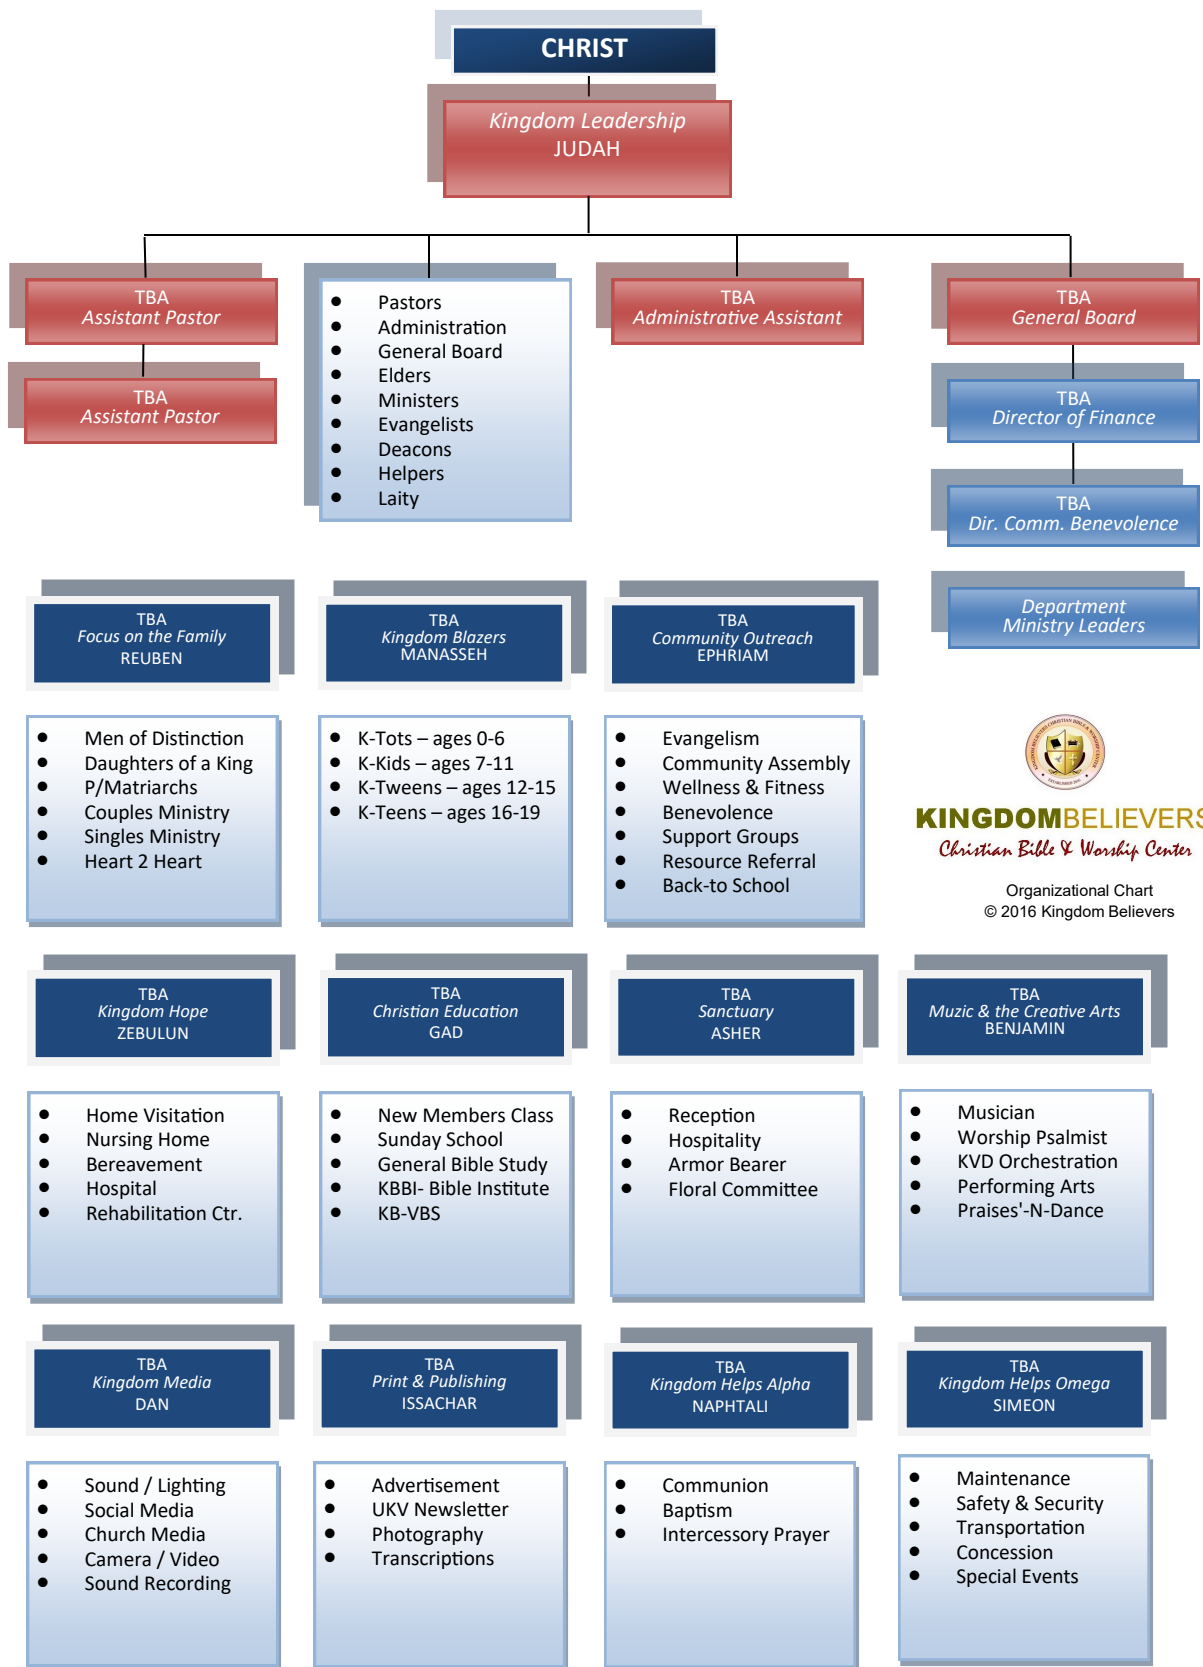 CHRIST
Kingdom Leadership
JUDAH
TBA
Assistant Pastor
TBA
Assistant Pastor
● Pastors
● Administration
● General Board
● Elders
● Ministers
● Evangelists
● Deacons
● Helpers
● Laity
TBA
Administrative Assistant
TBA
General Board
TBA
Director of Finance
TBA
Dir. Comm. Benevolence
Department
Ministry Leaders
TBA
Focus on the Family
REUBEN
● Men of Distinction
● Daughters of a King
● P/Matriarchs
● Couples Ministry
● Singles Ministry
● Heart 2 Heart
TBA
Kingdom Blazers
MANASSEH
● K-Tots – ages 0-6
● K-Kids – ages 7-11
● K-Tweens – ages 12-15
● K-Teens – ages 16-19
TBA
Community Outreach
EPHRIAM
● Evangelism
● Community Assembly
● Wellness & Fitness
● Benevolence
● Support Groups
● Resource Referral
● Back-to School
KINGDOM BELIEVERS CHRISTIAN BIBLE & WORSHIP CENTER
KINGDOMBELIEVERS
Christian Bible & Worship Center
Organizational Chart
© 2016 Kingdom Believers
TBA
Kingdom Hope
ZEBULUN
● Home Visitation
● Nursing Home
● Bereavement
● Hospital
● Rehabilitation Ctr.
TBA
Christian Education
GAD
● New Members Class
● Sunday School
● General Bible Study
● KBBI- Bible Institute
● KB-VBS
TBA
Sanctuary
ASHER
● Reception
● Hospitality
● Armor Bearer
● Floral Committee
TBA
Muzic & the Creative Arts
BENJAMIN
● Musician
● Worship Psalmist
● KVD Orchestration
● Performing Arts
● Praises'-N-Dance
TBA
Kingdom Media
DAN
● Sound / Lighting
● Social Media
● Church Media
● Camera / Video
● Sound Recording
TBA
Print & Publishing
ISSACHAR
● Advertisement
● UKV Newsletter
● Photography
● Transcriptions
TBA
Kingdom Helps Alpha
NAPHTALI
● Communion
● Baptism
● Intercessory Prayer
TBA
Kingdom Helps Omega
SIMEON
● Maintenance
● Safety & Security
● Transportation
● Concession
● Special Events